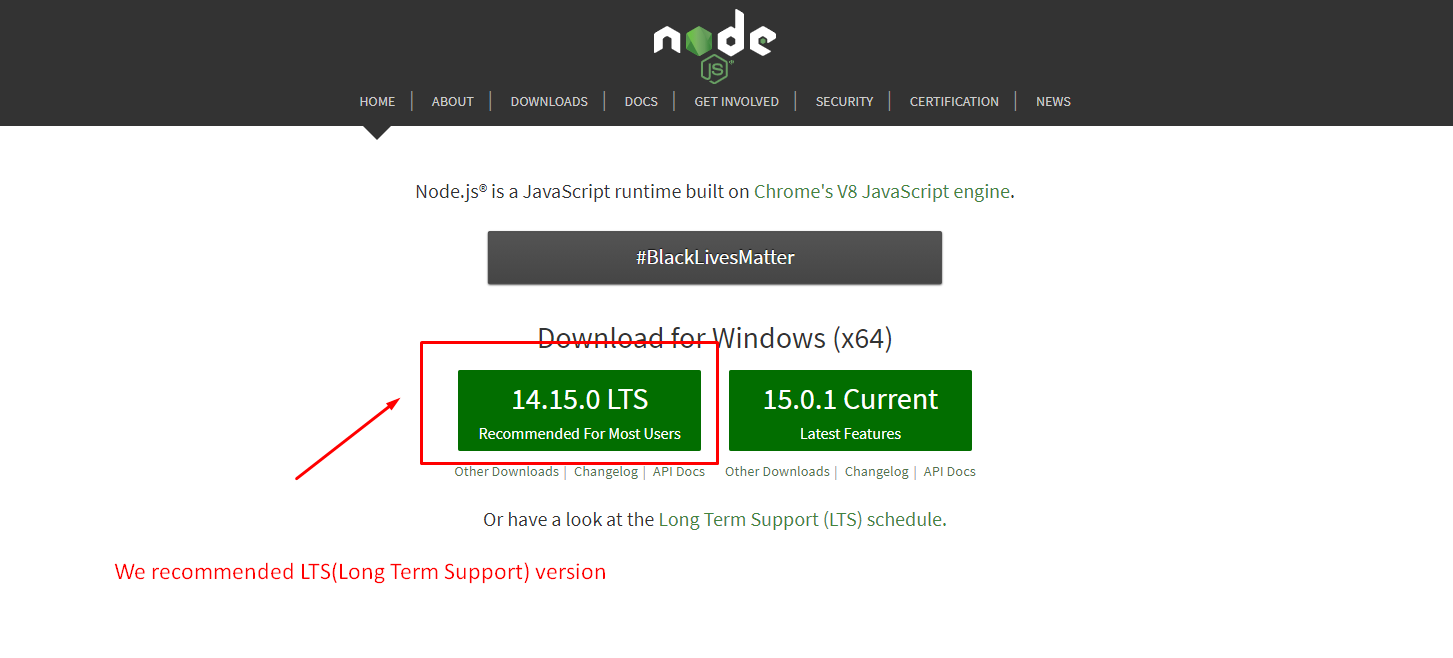 node
JS
HOME | ABOUT | DOWNLOADS | DOCS | GET INVOLVED | SECURITY | CERTIFICATION | NEWS
Node.js® is a JavaScript runtime built on Chrome's V8 JavaScript engine.
#BlackLivesMatter
Download for Windows (x64)
14.15.0 LTS
Recommended For Most Users
15.0.1 Current
Latest Features
Other Downloads | Changelog | API Docs
Other Downloads | Changelog | API Docs
Or have a look at the Long Term Support (LTS) schedule.
We recommended LTS(Long Term Support) version